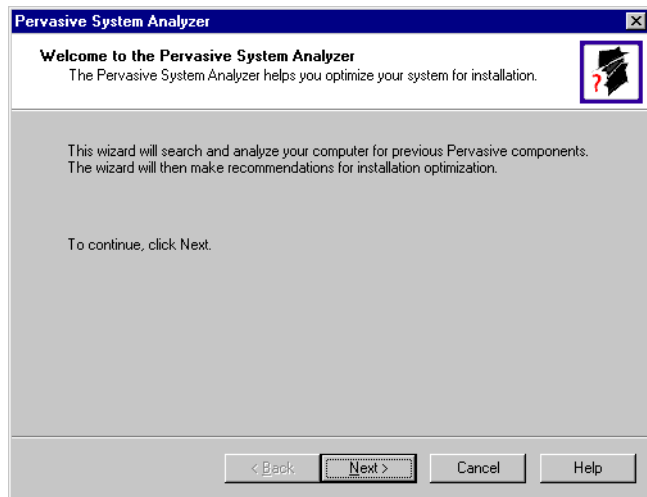 Pervasive System Analyzer
Welcome to the Pervasive System Analyzer
The Pervasive System Analyzer helps you optimize your system for installation.
?
This wizard will search and analyze your computer for previous Pervasive components.
The wizard will then make recommendations for installation optimization.
To continue, click Next.
< Back Next > Cancel Help